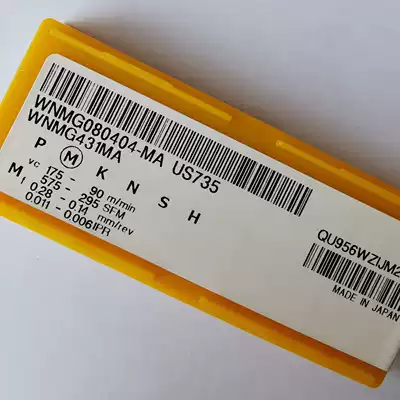 WNMG080404-MA US735
WNMG431MA
P M K N S H
vc 175 - 90 m/min
575 - 295 SFM
M 0.28 - 0.14 mm/rev
0.011 - 0.006IPR
QU956WZUM2
MADE IN JAPAN